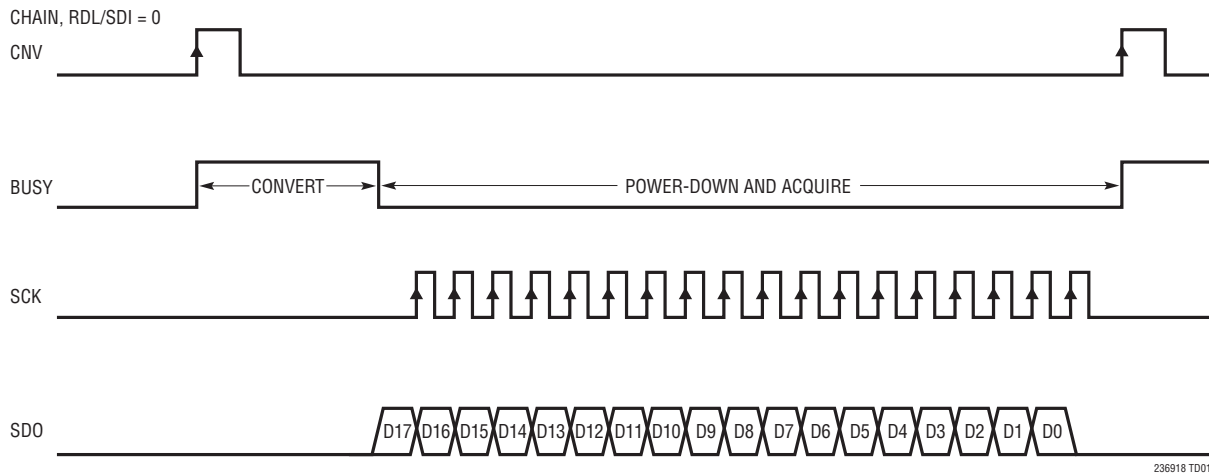 CHAIN, RDL/SDI = 0
CNV
BUSY
CONVERT
POWER-DOWN AND ACQUIRE
SCK
SDO
D17 D16 D15 D14 D13 D12 D11 D10 D9 D8 D7 D6 D5 D4 D3 D2 D1 D0
236918 TD01